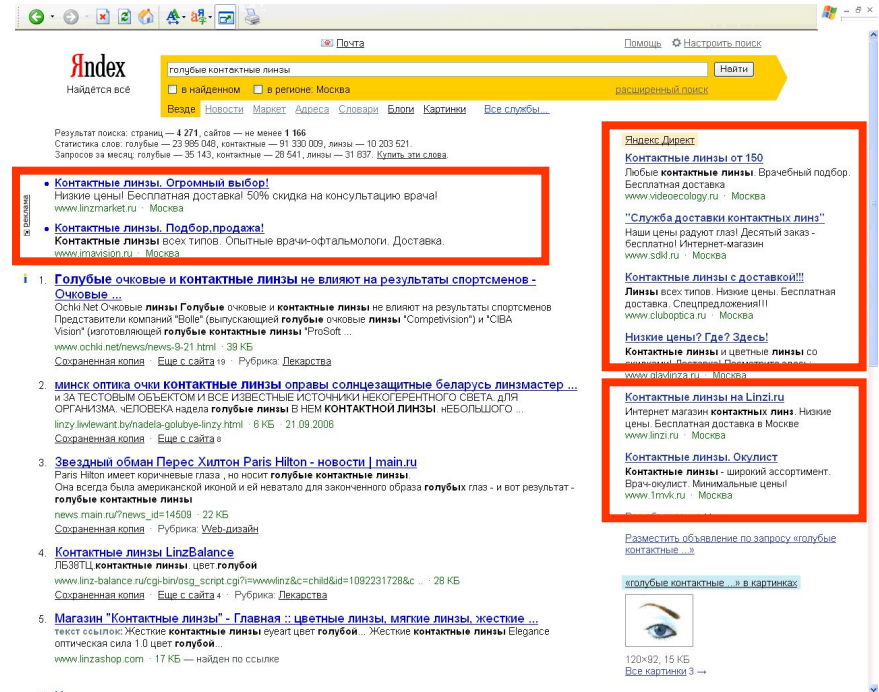 Почта
Помощь Настроить поиск
Яndex
Найдётся всё
голубые контактные линзы
Найти
в найденном в регионе: Москва
расширенный поиск
Везде Новости Маркет Адреса Словари Блоги Картинки Все службы...
Результат поиска: страниц — 4 271, сайтов — не менее 1 166
Статистика слов: голубые — 23 985 048, контактные — 91 330 009, линзы — 10 203 521.
Запросов за месяц: голубые — 35 143, контактные — 28 541, линзы — 31 837. Купить эти слова.
реклама
• Контактные линзы. Огромный выбор!
Низкие цены! Бесплатная доставка! 50% скидка на консультацию врача!
www.linzmarket.ru · Москва
• Контактные линзы. Подбор,продажа!
Контактные линзы всех типов. Опытные врачи-офтальмологи. Доставка.
www.imavision.ru · Москва
1. Голубые очковые и контактные линзы не влияют на результаты спортсменов -
Очковые ...
Ochki.Net Очковые линзы Голубые очковые и контактные линзы не влияют на результаты спортсменов
Представители компаний "Bolle" (выпускающией голубые очковые линзы "Competivision") и "CIBA
Vision" (изготовляющей голубые контактные линзы "ProSoft ...
www.ochki.net/news/news-9-21.html · 39 КБ
Сохраненная копия · Еще с сайта 19 · Рубрика: Лекарства
2. минск оптика очки контактные линзы оправы солнцезащитные беларусь линзмастер ...
и ЗА ТЕСТОВЫМ ОБЪЕКТОМ И ВСЕ ИЗВЕСТНЫЕ ИСТОЧНИКИ НЕКОГЕРЕНТНОГО СВЕТА. дЛЯ
ОРГАНИЗМА. чЕЛОВЕКА надела голубые линзы В НЕМ КОНТАКТНОЙ ЛИНЗЫ. нЕБОЛЬШОГО ...
linzy.liwlewant.by/nadela-golubye-linzy.html · 6 КБ · 21.09.2006
Сохраненная копия · Еще с сайта 8
3. Звездный обман Перес Хилтон Paris Hilton - новости | main.ru
Paris Hilton имеет коричневые глаза , но носит голубые контактные линзы.
Она всегда была американской иконой и ей неватало для законченного образа голубых глаз - и вот результат -
голубые контактные линзы
news.main.ru/?news_id=14509 · 22 КБ
Сохраненная копия · Рубрика: Web-дизайн
4. Контактные линзы LinzBalance
ЛБ38ТЦ,контактные линзы. цвет.голубой
www.linz-balance.ru/cgi-bin/osg_script.cgi?i=wwwlinz&c=child&id=1092231728&c... · 28 КБ
Сохраненная копия · Еще с сайта 4 · Рубрика: Лекарства
5. Магазин "Контактные линзы" - Главная :: цветные линзы, мягкие линзы, жесткие ...
текст ссылок: Жесткие контактные линзы eyeart цвет голубой... Жесткие контактные линзы Elegance
оптическая сила 1.0 цвет голубой...
www.linzashop.com · 17 КБ — найден по ссылке
Яндекс.Директ
Контактные линзы от 150
Любые контактные линзы. Врачебный подбор.
Бесплатная доставка
www.videoecology.ru · Москва
"Служба доставки контактных линз"
Наши цены радуют глаз! Десятый заказ -
бесплатно! Интернет-магазин
www.sdkl.ru · Москва
Контактные линзы с доставкой!!!
Линзы всех типов. Низкие цены. Бесплатная
доставка. Спецпредложения!!!
www.cluboptica.ru · Москва
Низкие цены? Где? Здесь!
Контактные линзы и цветные линзы со
www.glavlinza.ru · Москва
Контактные линзы на Linzi.ru
Интернет магазин контактных линз. Низкие
цены. Бесплатная доставка в Москве
www.linzi.ru · Москва
Контактные линзы. Окулист
Контактные линзы - широкий ассортимент.
Врач-окулист. Минимальные цены!
www.1mvk.ru · Москва
Разместить объявление по запросу «голубые
контактные ...»
«голубые контактные ...» в картинках
120×92, 15 КБ
Все картинки 3 →